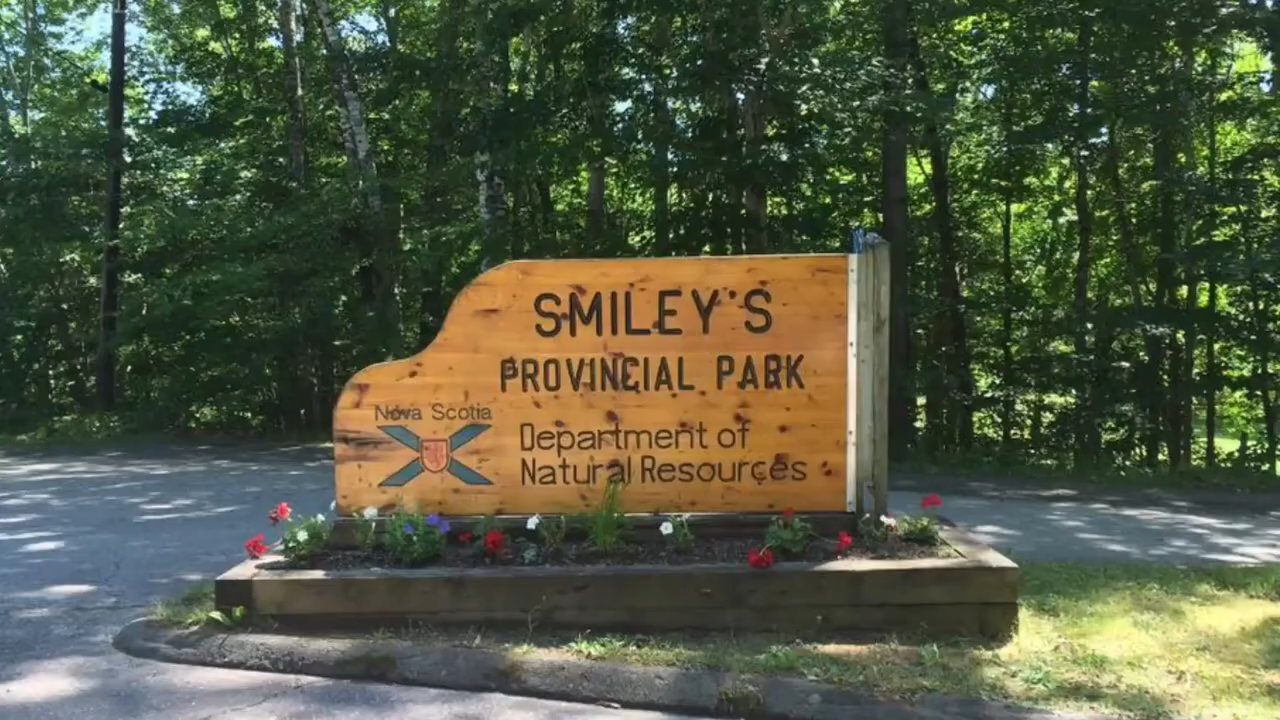 SMILEY'S
PROVINCIAL PARK
Nova Scotia
Department of
Natural Resources